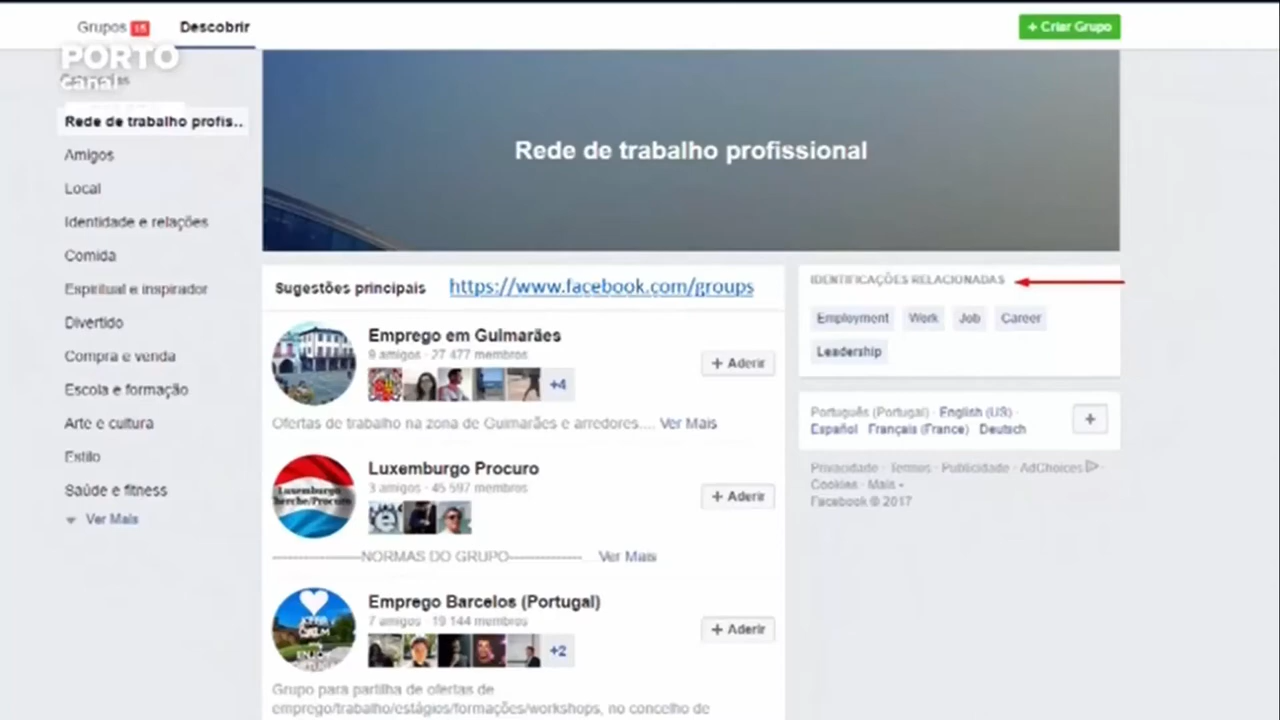 Grupos 15
Descobrir
+ Criar Grupo
PORTO
canal
Rede de trabalho profis..
Amigos
Local
Identidade e relações
Comida
Espiritual e inspirador
Divertido
Compra e venda
Escola e formação
Arte e cultura
Estilo
Saúde e fitness
Ver Mais
Rede de trabalho profissional
Sugestões principais https://www.facebook.com/groups
Emprego em Guimarães
9 amigos · 27 477 membros
+4
+ Aderir
Ofertas de trabalho na zona de Guimarães e arredores.... Ver Mais
Luxemburgo Procuro
3 amigos · 45 597 membros
+ Aderir
--------------------NORMAS DO GRUPO---------------- Ver Mais
Emprego Barcelos (Portugal)
7 amigos · 19 144 membros
+2
+ Aderir
Grupo para partilha de ofertas de
emprego/trabalho/estágios/formações/workshops, no concelho de
IDENTIFICAÇÕES RELACIONADAS
Employment Work Job Career
Leadership
Português (Portugal) · English (US) ·
Español · Français (France) · Deutsch
+
Privacidade · Termos · Publicidade · AdChoices ·
Cookies · Mais
Facebook © 2017